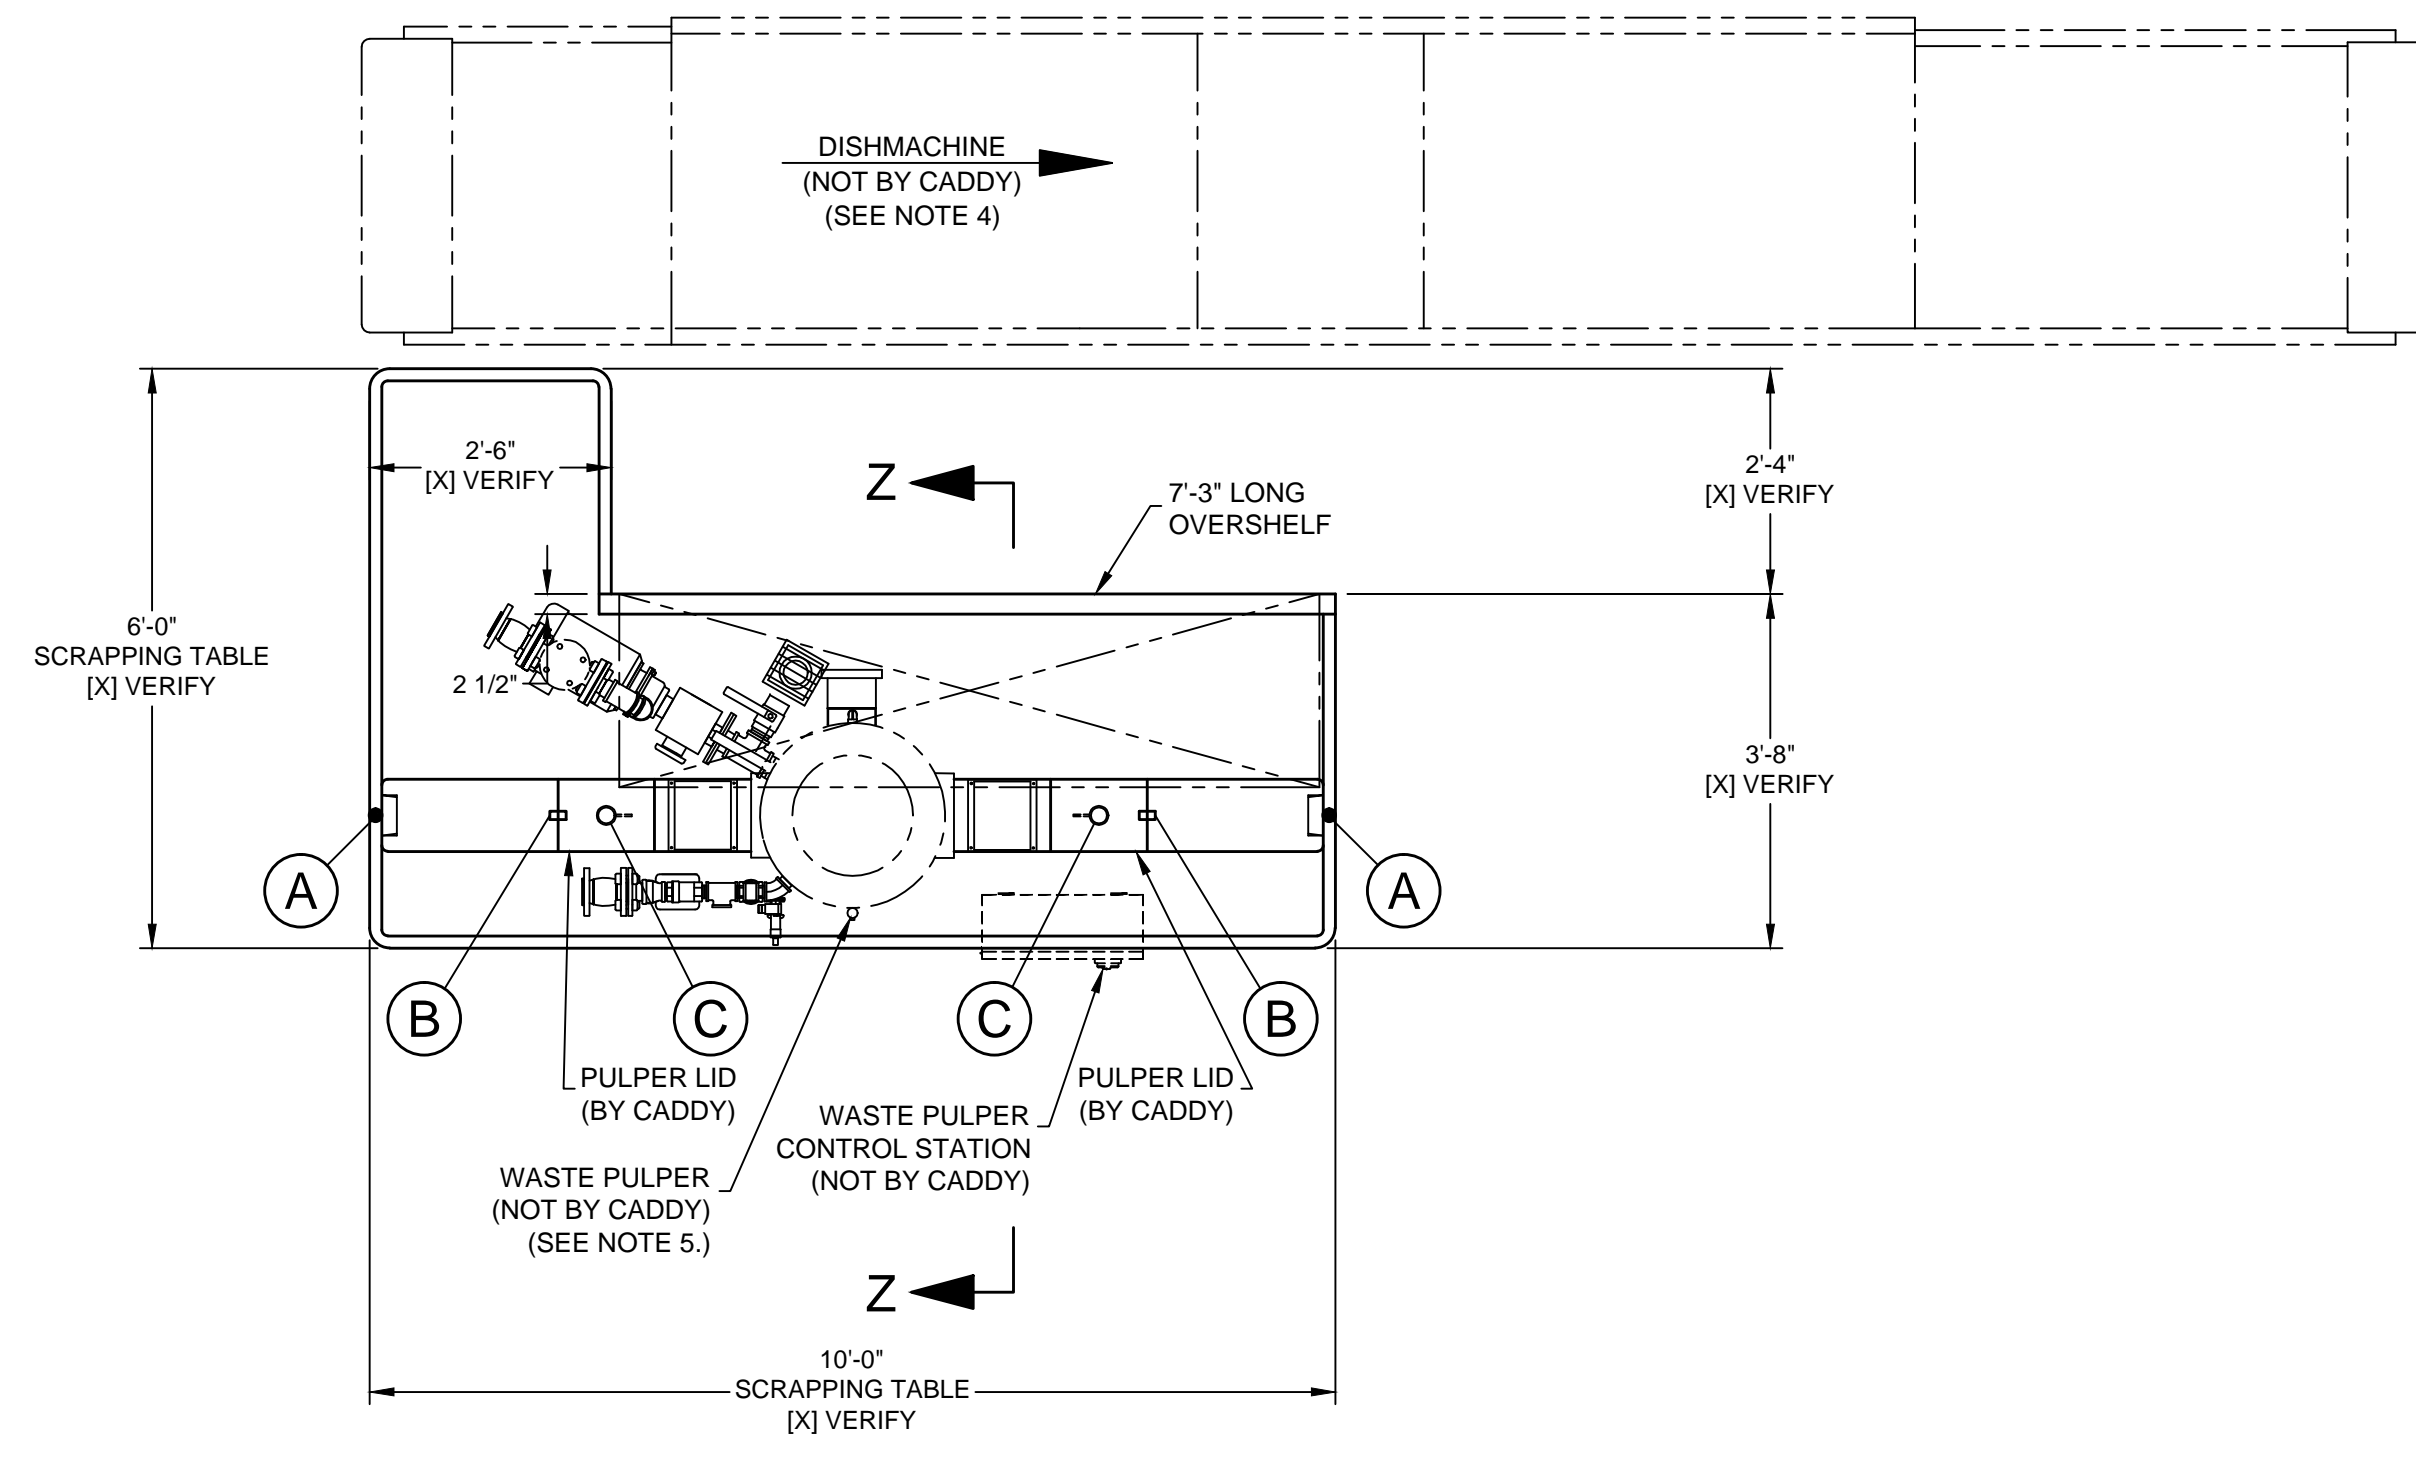 DISHMACHINE
(NOT BY CADDY)
(SEE NOTE 4)
2'-6"
[X] VERIFY
Z
7'-3" LONG
OVERSHELF
2'-4"
[X] VERIFY
6'-0"
SCRAPPING TABLE
[X] VERIFY
2 1/2"
3'-8"
[X] VERIFY
A
A
B
C
C
B
PULPER LID
(BY CADDY)
PULPER LID
(BY CADDY)
WASTE PULPER
CONTROL STATION
(NOT BY CADDY)
WASTE PULPER
(NOT BY CADDY)
(SEE NOTE 5.)
Z
10'-0"
SCRAPPING TABLE
[X] VERIFY